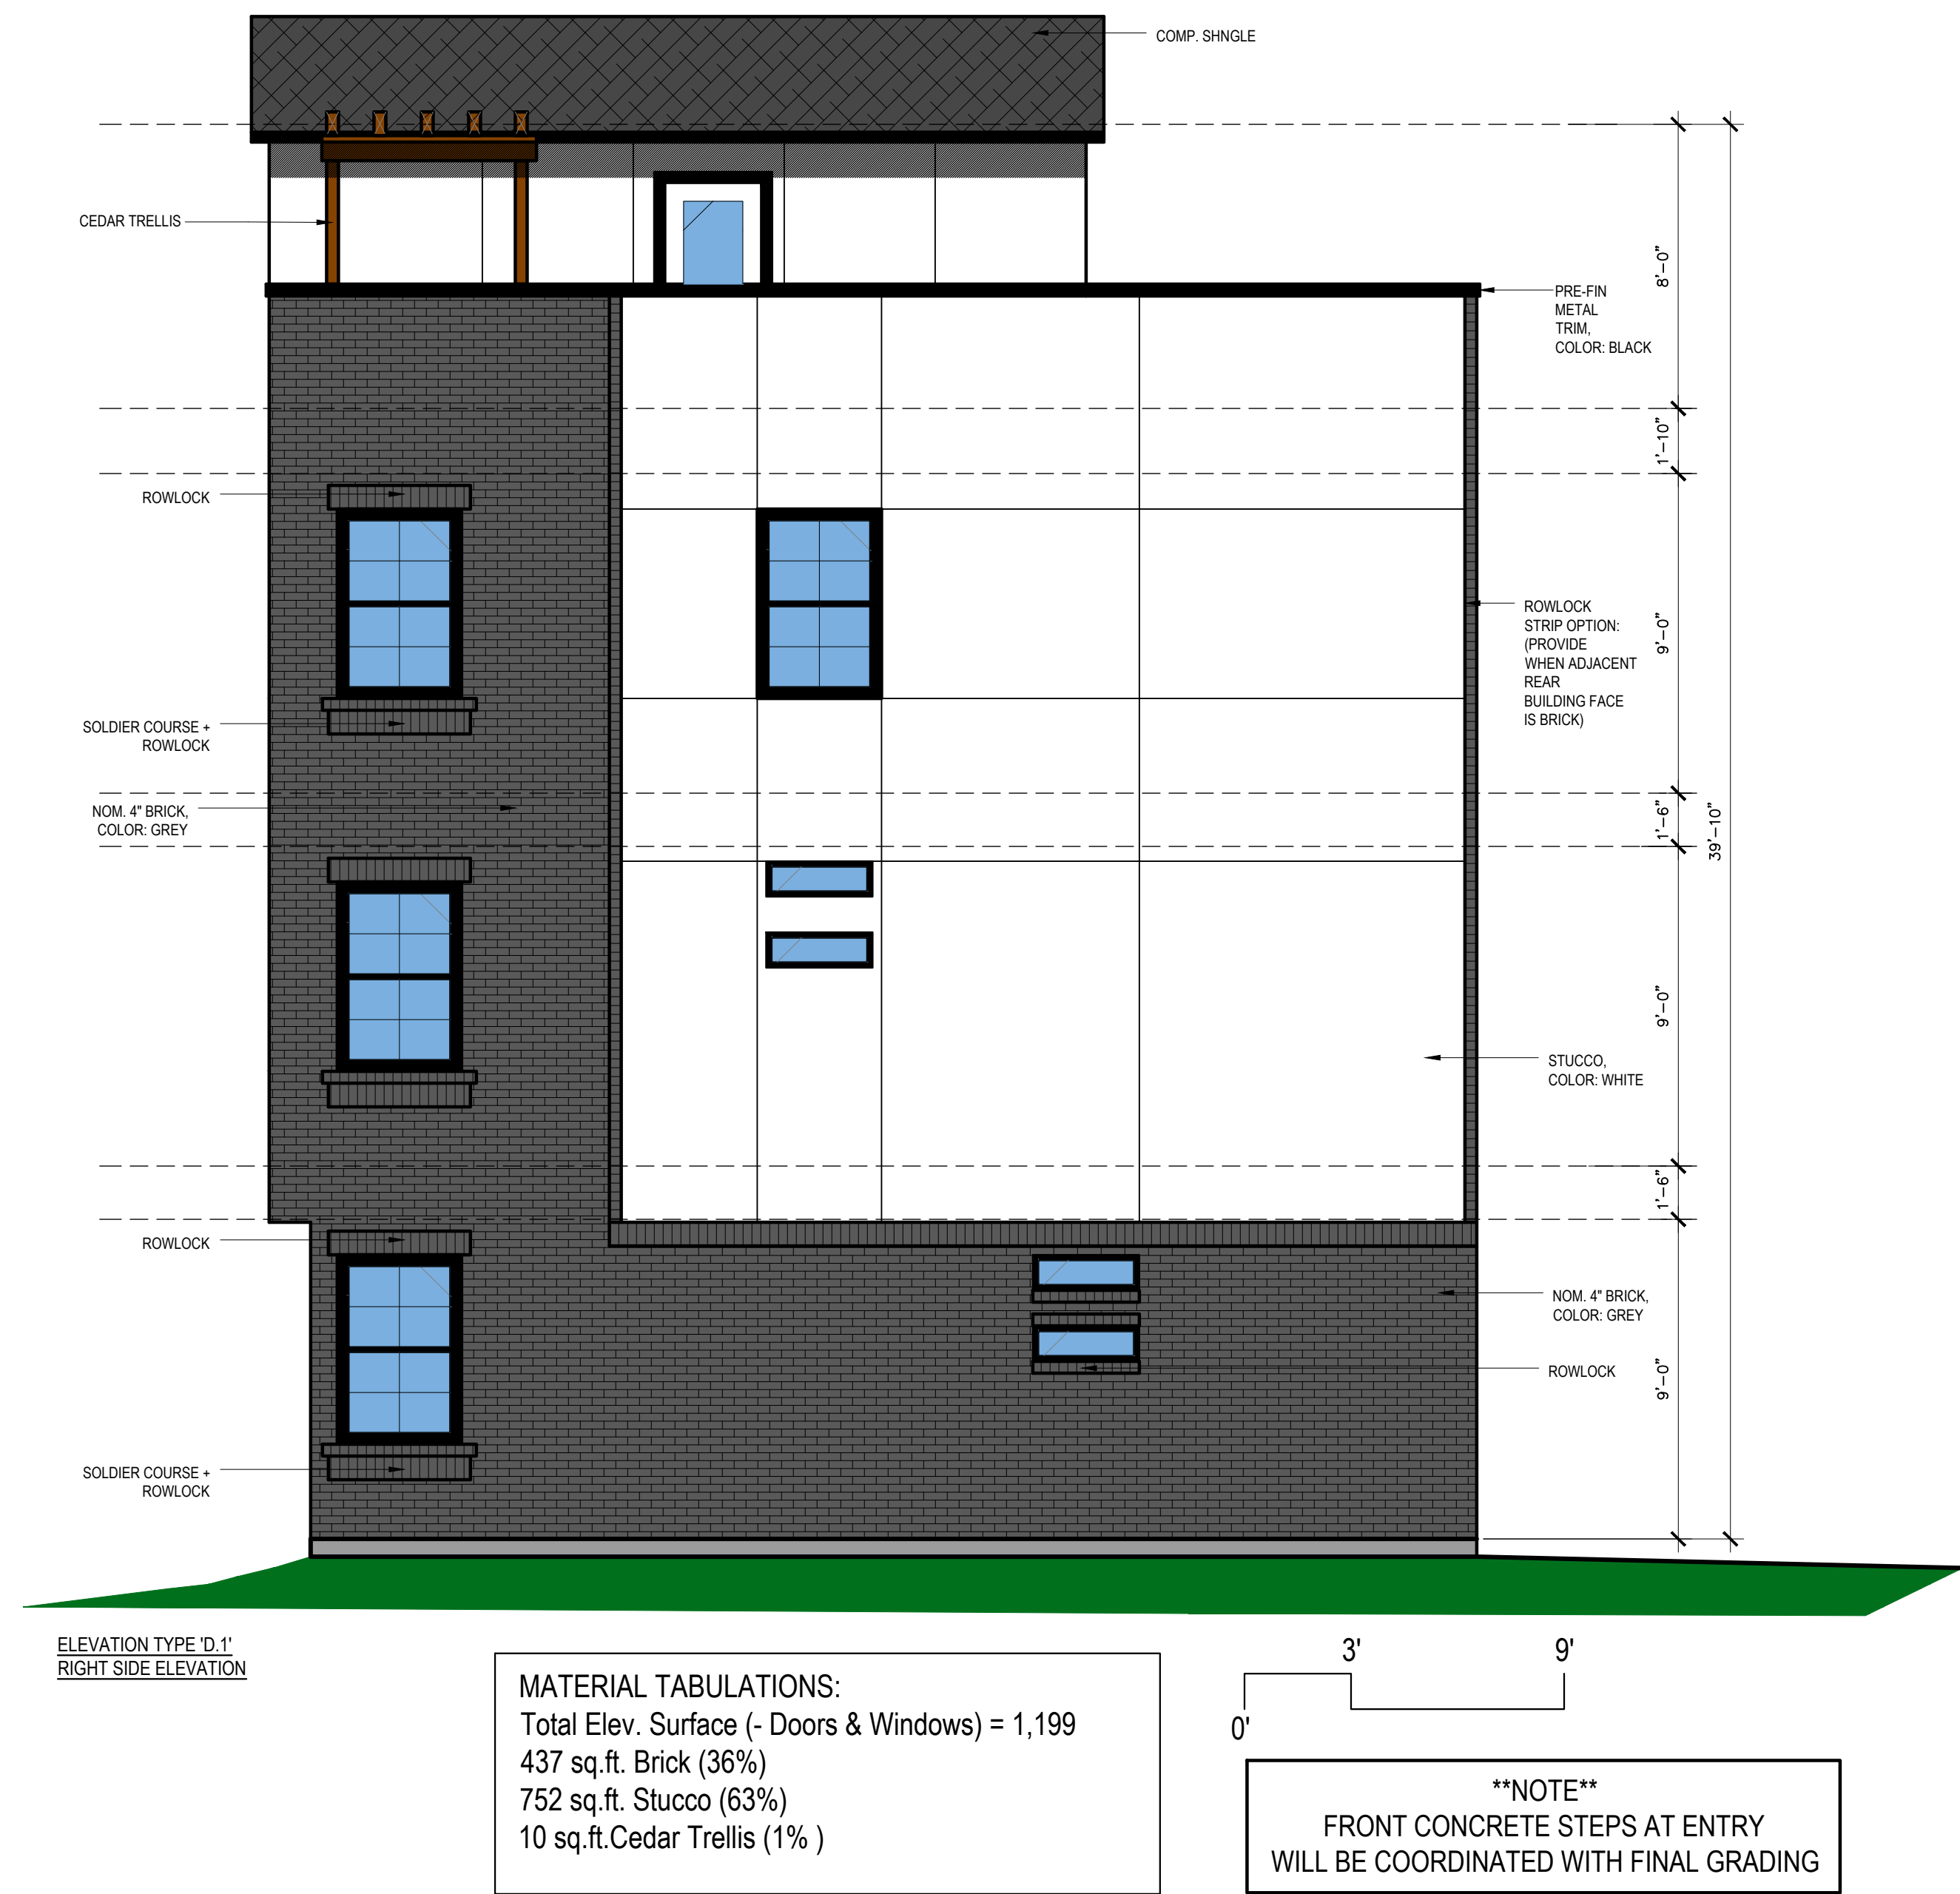 COMP. SHNGLE
CEDAR TRELLIS
8'-0"
PRE-FIN
METAL
TRIM,
COLOR: BLACK
1'-10"
ROWLOCK
ROWLOCK
STRIP OPTION:
(PROVIDE
WHEN ADJACENT
REAR
BUILDING FACE
IS BRICK)
9'-0"
SOLDIER COURSE +
ROWLOCK
NOM. 4" BRICK,
COLOR: GREY
1'-6"
39'-10"
9'-0"
STUCCO,
COLOR: WHITE
1'-6"
ROWLOCK
NOM. 4" BRICK,
COLOR: GREY
ROWLOCK
9'-0"
SOLDIER COURSE +
ROWLOCK
ELEVATION TYPE 'D.1'
RIGHT SIDE ELEVATION
MATERIAL TABULATIONS:
Total Elev. Surface (- Doors & Windows) = 1,199
437 sq.ft. Brick (36%)
752 sq.ft. Stucco (63%)
10 sq.ft.Cedar Trellis (1% )
3'
9'
0'
**NOTE**
FRONT CONCRETE STEPS AT ENTRY
WILL BE COORDINATED WITH FINAL GRADING